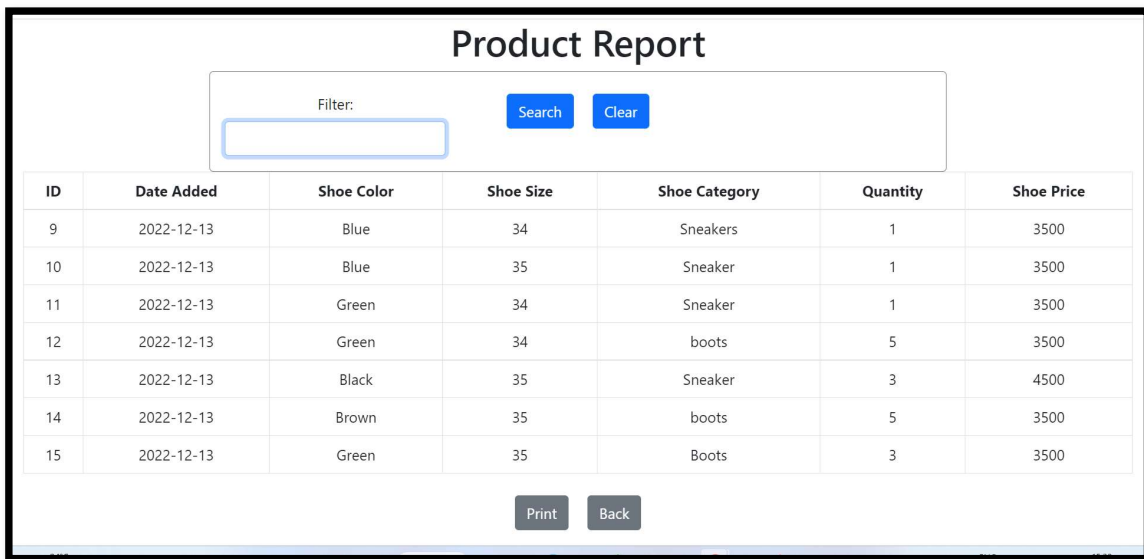 Product Report
Filter:
Search Clear
ID Date Added Shoe Color Shoe Size Shoe Category Quantity Shoe Price
9 2022-12-13 Blue 34 Sneakers 1 3500
10 2022-12-13 Blue 35 Sneaker 1 3500
11 2022-12-13 Green 34 Sneaker 1 3500
12 2022-12-13 Green 34 boots 5 3500
13 2022-12-13 Black 35 Sneaker 3 4500
14 2022-12-13 Brown 35 boots 5 3500
15 2022-12-13 Green 35 Boots 3 3500
Print Back